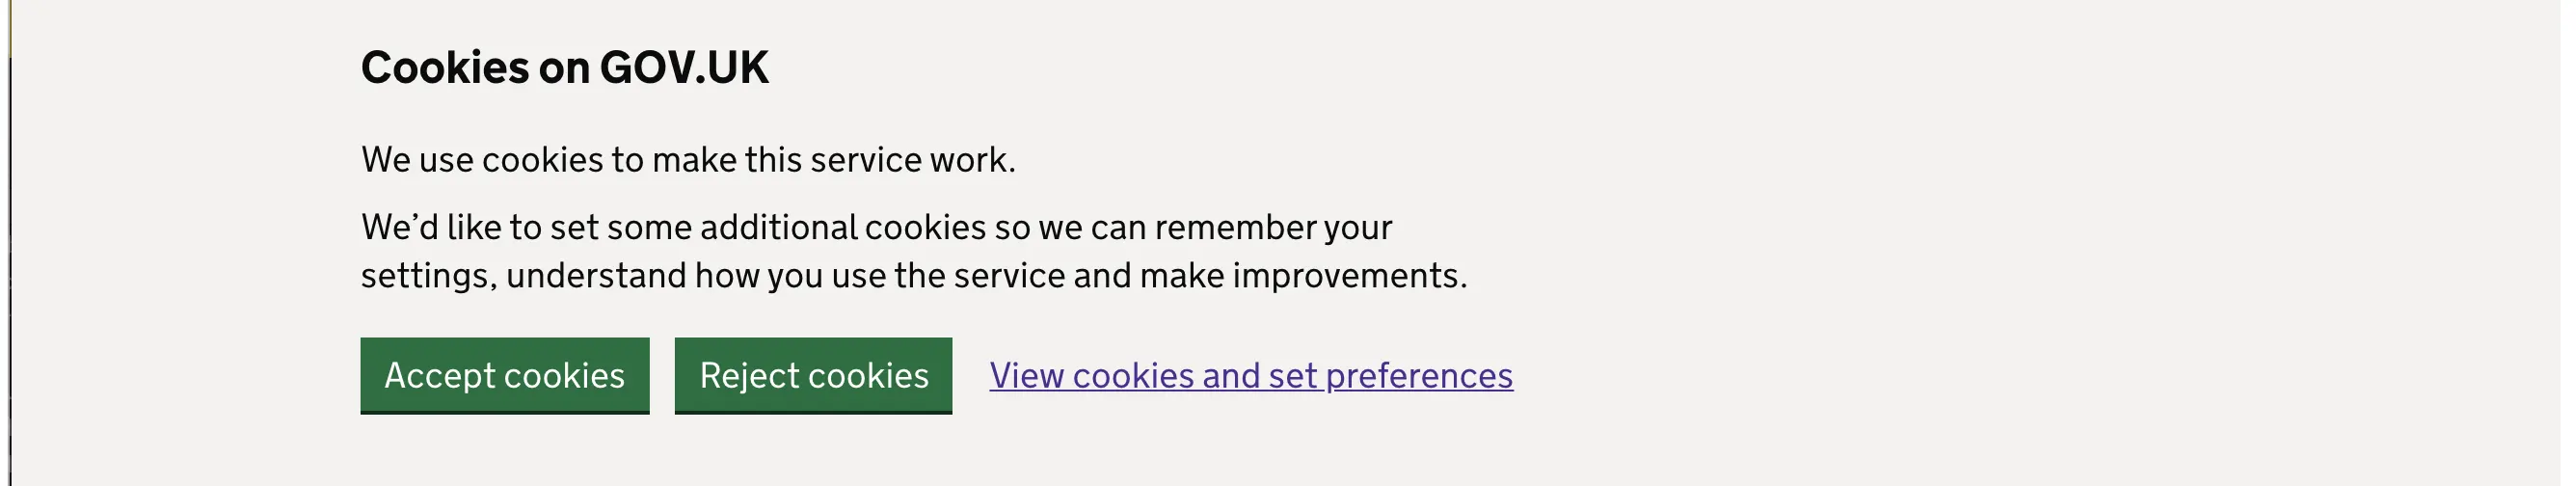 Cookies on GOV.UK
We use cookies to make this service work.
We’d like to set some additional cookies so we can remember your
settings, understand how you use the service and make improvements.
Accept cookies Reject cookies View cookies and set preferences